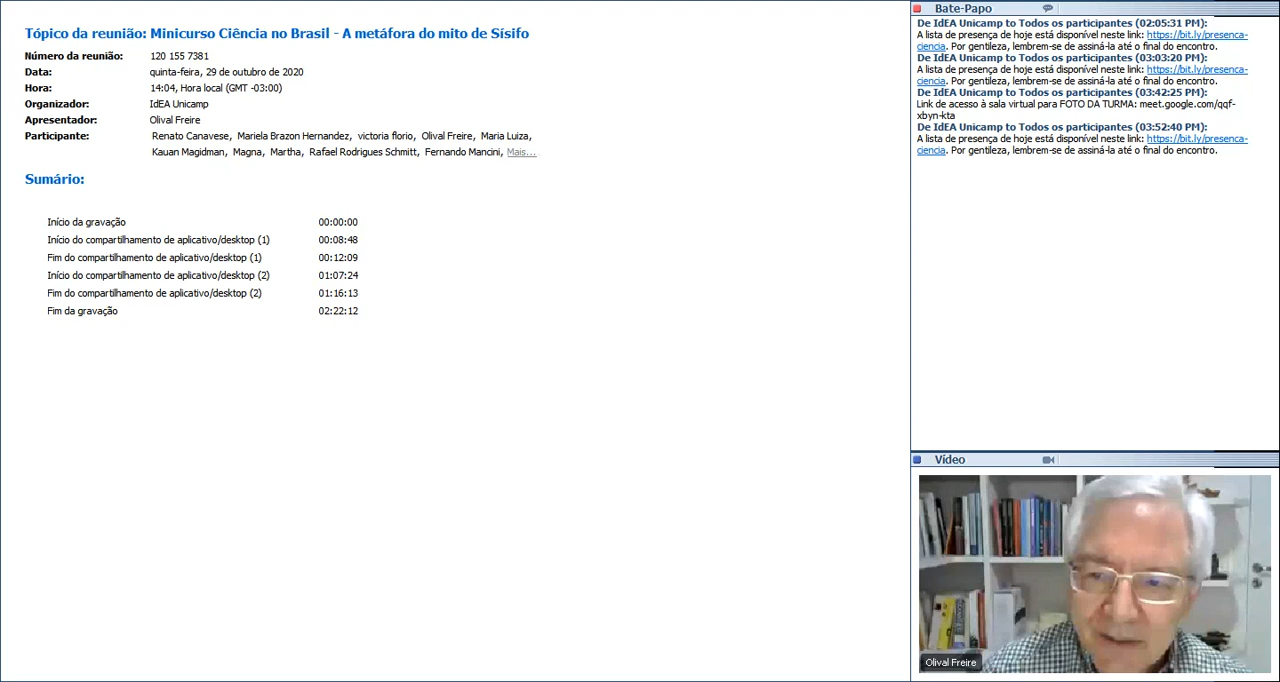 Tópico da reunião: Minicurso Ciência no Brasil - A metáfora do mito de Sísifo
Número da reunião: 120 155 7381
Data: quinta-feira, 29 de outubro de 2020
Hora: 14:04, Hora local (GMT -03:00)
Organizador: IdEA Unicamp
Apresentador: Olival Freire
Participante: Renato Canavese, Mariela Brazon Hernandez, victoria florio, Olival Freire, Maria Luiza,
Kauan Magidman, Magna, Martha, Rafael Rodrigues Schmitt, Fernando Mancini, Mais...
Sumário:
Início da gravação 00:00:00
Início do compartilhamento de aplicativo/desktop (1) 00:08:48
Fim do compartilhamento de aplicativo/desktop (1) 00:12:09
Início do compartilhamento de aplicativo/desktop (2) 01:07:24
Fim do compartilhamento de aplicativo/desktop (2) 01:16:13
Fim da gravação 02:22:12
Bate-Papo
De IdEA Unicamp to Todos os participantes (02:05:31 PM):
A lista de presença de hoje está disponível neste link: https://bit.ly/presenca-
ciencia. Por gentileza, lembrem-se de assiná-la até o final do encontro.
De IdEA Unicamp to Todos os participantes (03:03:20 PM):
A lista de presença de hoje está disponível neste link: https://bit.ly/presenca-
ciencia. Por gentileza, lembrem-se de assiná-la até o final do encontro.
De IdEA Unicamp to Todos os participantes (03:42:25 PM):
Link de acesso à sala virtual para FOTO DA TURMA: meet.google.com/qqf-
xbyn-kta
De IdEA Unicamp to Todos os participantes (03:52:40 PM):
A lista de presença de hoje está disponível neste link: https://bit.ly/presenca-
ciencia. Por gentileza, lembrem-se de assiná-la até o final do encontro.
Vídeo
Olival Freire